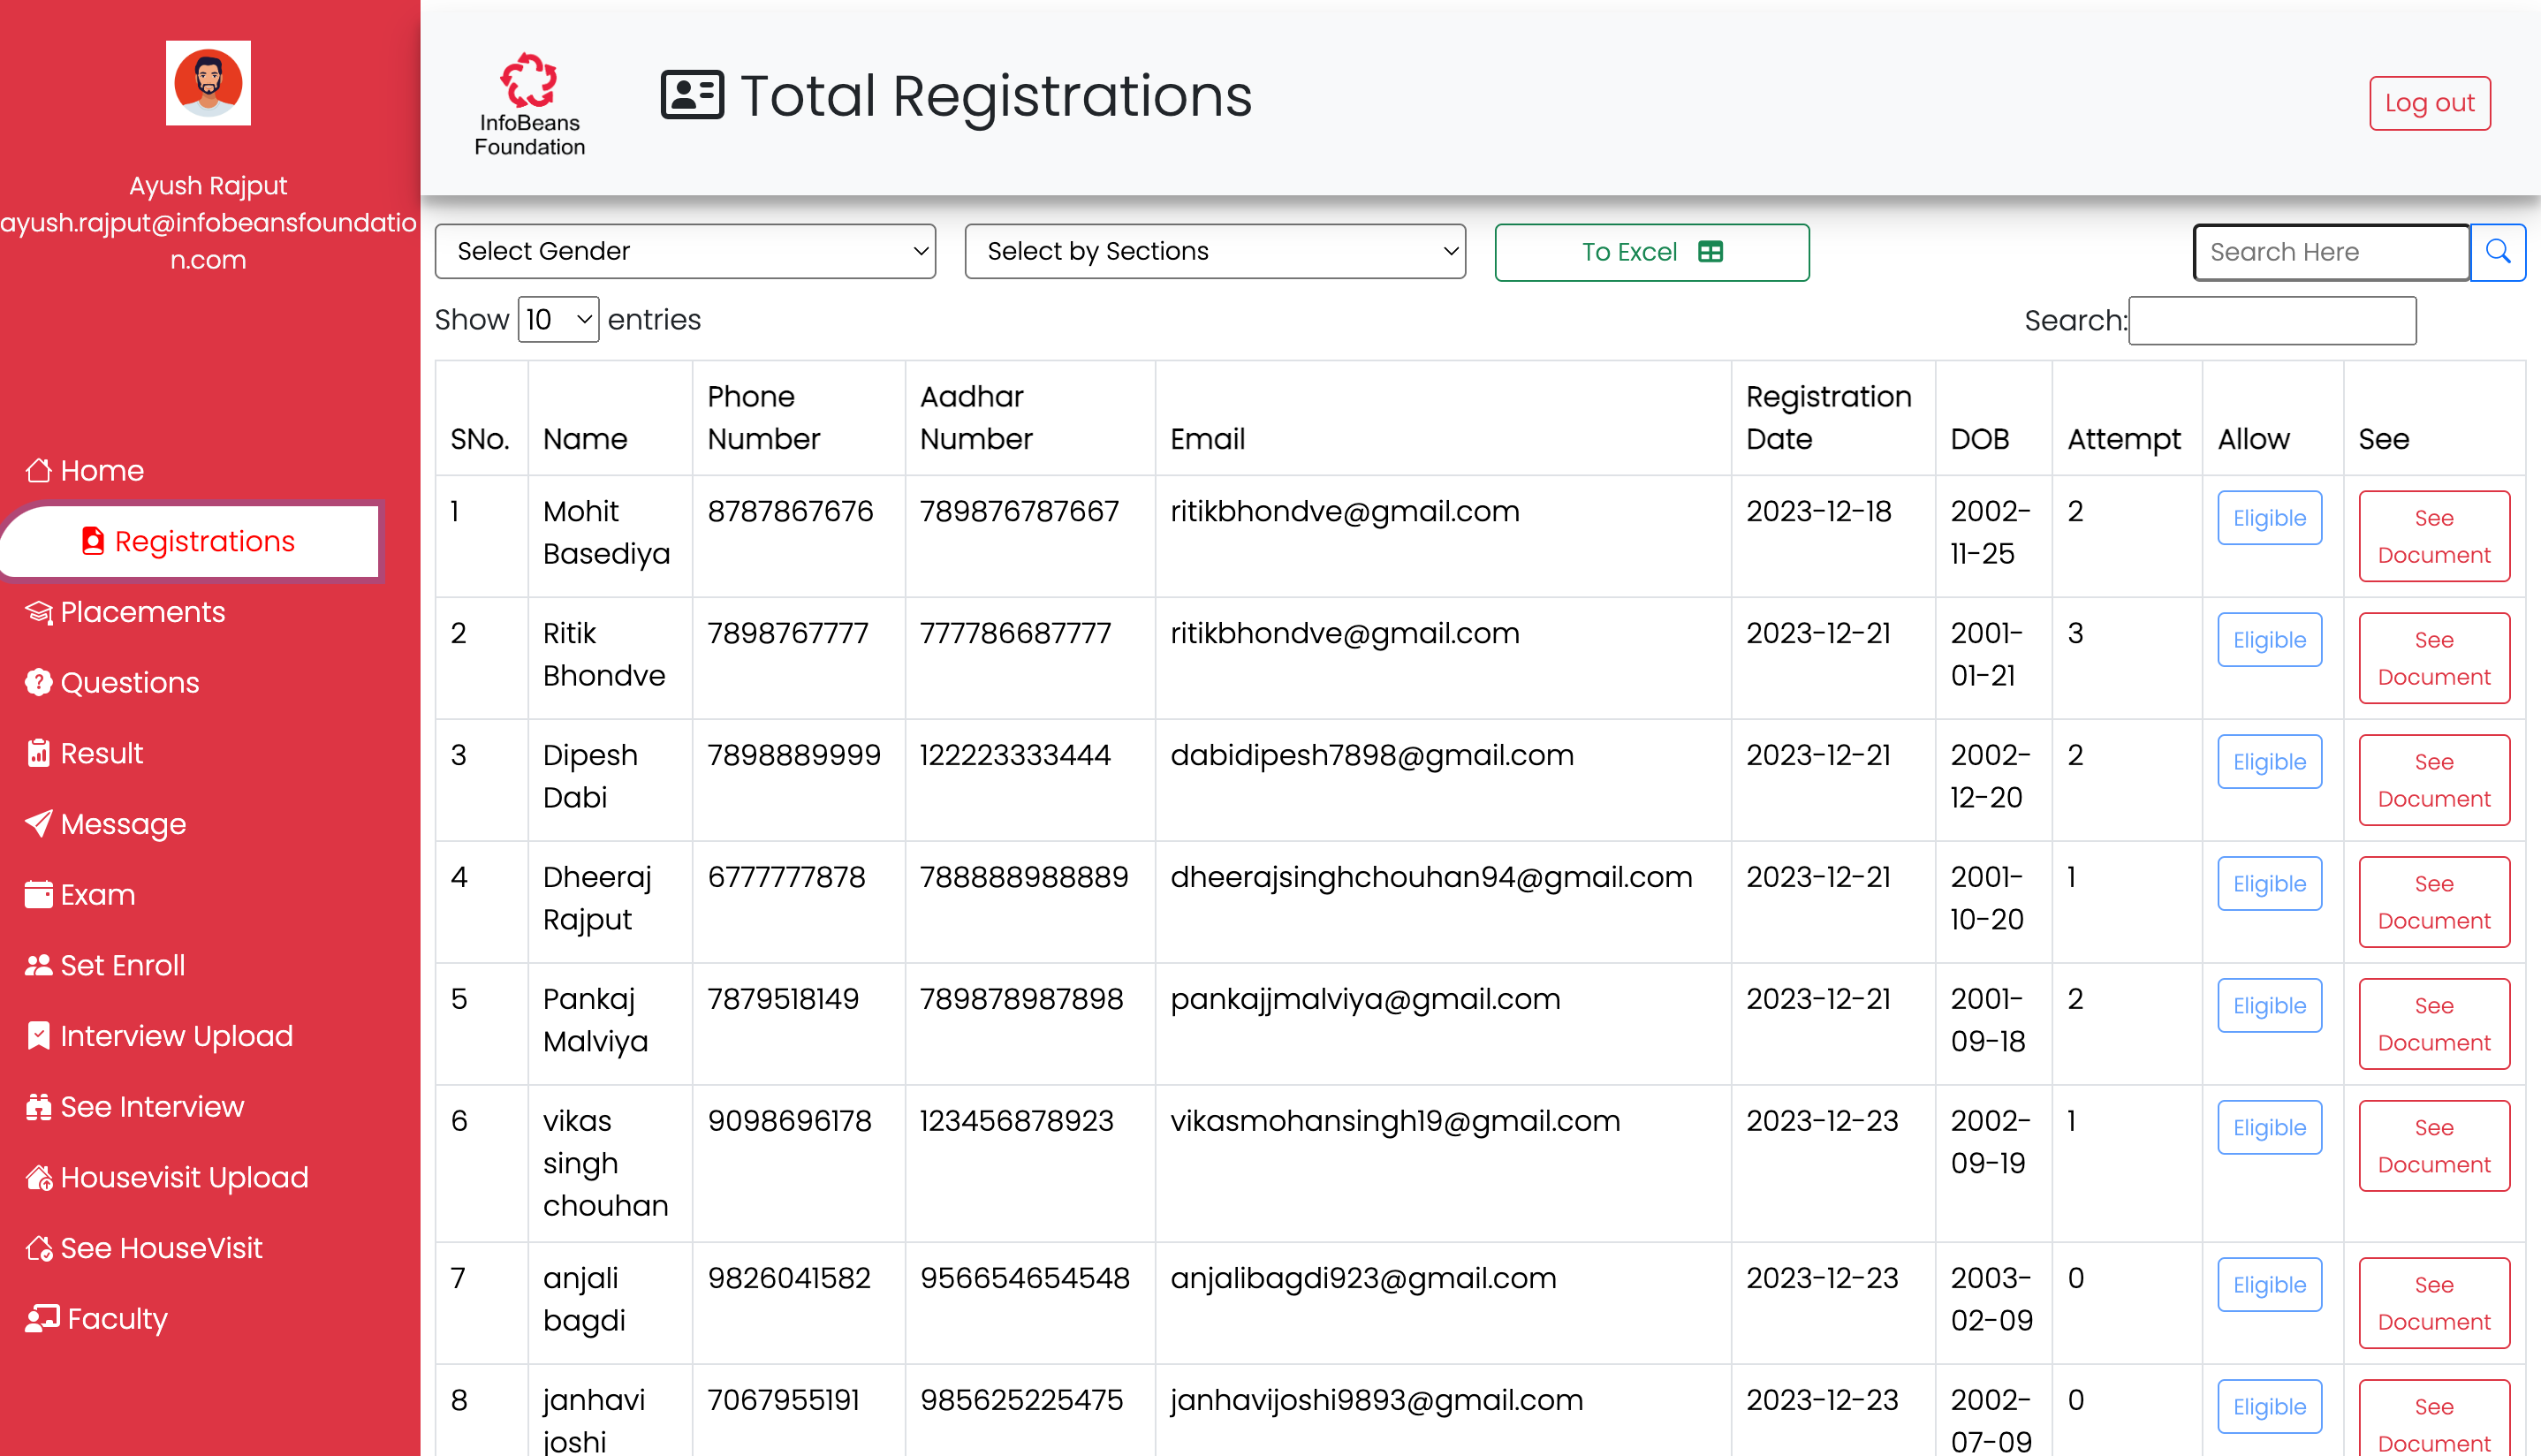 Ayush Rajput
ayush.rajput@infobeansfoundatio
n.com
Home
Registrations
Placements
Questions
Result
Message
Exam
Set Enroll
Interview Upload
See Interview
Housevisit Upload
See HouseVisit
Faculty
InfoBeans
Foundation
Total Registrations
Log out
Select Gender
Select by Sections
To Excel
Search Here
Show 10 entries
Search:
SNo. Name Phone Number Aadhar Number Email Registration Date DOB Attempt Allow See
1 Mohit Basediya 8787867676 789876787667 ritikbhondve@gmail.com 2023-12-18 2002-11-25 2 Eligible See Document
2 Ritik Bhondve 7898767777 777786687777 ritikbhondve@gmail.com 2023-12-21 2001-01-21 3 Eligible See Document
3 Dipesh Dabi 7898889999 122223333444 dabidipesh7898@gmail.com 2023-12-21 2002-12-20 2 Eligible See Document
4 Dheeraj Rajput 6777777878 788888988889 dheerajsinghchouhan94@gmail.com 2023-12-21 2001-10-20 1 Eligible See Document
5 Pankaj Malviya 7879518149 789878987898 pankajjmalviya@gmail.com 2023-12-21 2001-09-18 2 Eligible See Document
6 vikas singh chouhan 9098696178 123456878923 vikasmohansingh19@gmail.com 2023-12-23 2002-09-19 1 Eligible See Document
7 anjali bagdi 9826041582 956654654548 anjalibagdi923@gmail.com 2023-12-23 2003-02-09 0 Eligible See Document
8 janhavi joshi 7067955191 985625225475 janhavijoshi9893@gmail.com 2023-12-23 2002-07-09 0 Eligible See Document